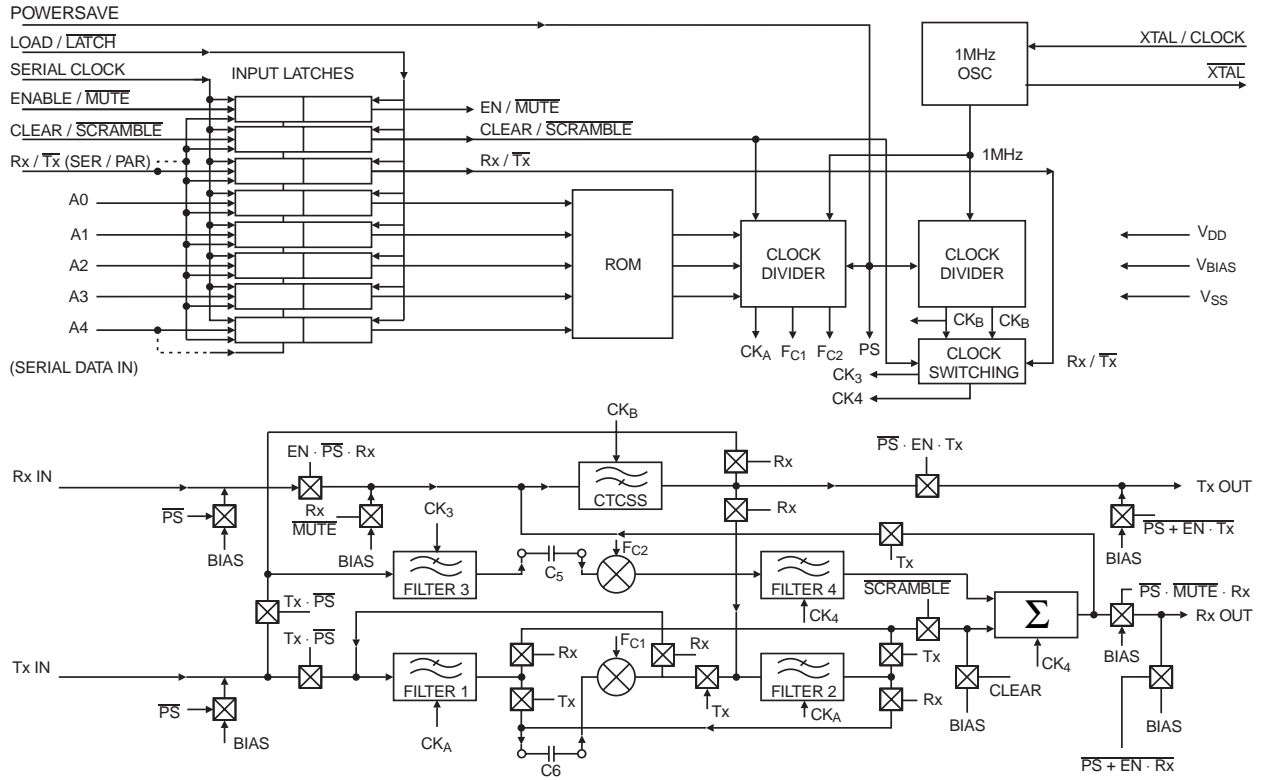 POWERSAVE
LOAD / LATCH
SERIAL CLOCK
INPUT LATCHES
ENABLE / MUTE
EN / MUTE
CLEAR / SCRAMBLE
CLEAR / SCRAMBLE
Rx / Tx (SER / PAR)
Rx / Tx
A0
A1
A2
A3
A4
(SERIAL DATA IN)
ROM
CLOCK
DIVIDER
CKA
FC1
FC2
PS
1MHz
OSC
XTAL / CLOCK
XTAL
1MHz
CLOCK
DIVIDER
CKB
CKB
CLOCK
SWITCHING
Rx / Tx
CK3
CK4
VDD
VBIAS
VSS
CKB
Rx IN
EN · PS · Rx
CTCSS
Rx
Rx
PS · EN · Tx
Tx OUT
PS
BIAS
Rx
MUTE
BIAS
CK3
PS + EN · Tx
BIAS
FILTER 3
C5
FC2
FILTER 4
CK4
Tx
SCRAMBLE
Σ
CK4
PS · MUTE · Rx
Rx OUT
BIAS
Tx · PS
Tx · PS
Tx IN
PS
BIAS
FILTER 1
CKA
Rx
Tx
FC1
Rx
Tx
C6
FILTER 2
CKA
Tx
Rx
CLEAR
BIAS
BIAS
PS + EN · Rx